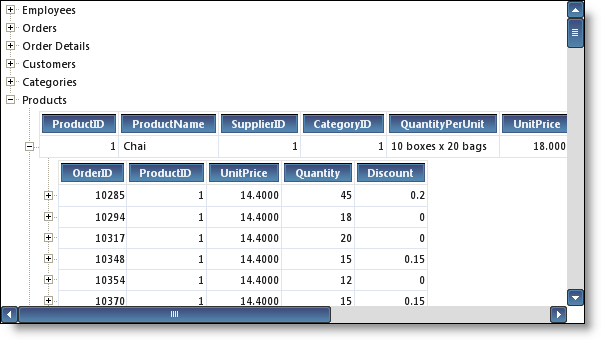 Employees
Orders
Order Details
Customers
Categories
Products
ProductID ProductName SupplierID CategoryID QuantityPerUnit UnitPrice
1 Chai 1 1 10 boxes x 20 bags 18.000
OrderID ProductID UnitPrice Quantity Discount
10285 1 14.4000 45 0.2
10294 1 14.4000 18 0
10317 1 14.4000 20 0
10348 1 14.4000 15 0.15
10354 1 14.4000 12 0
10370 1 14.4000 15 0.15